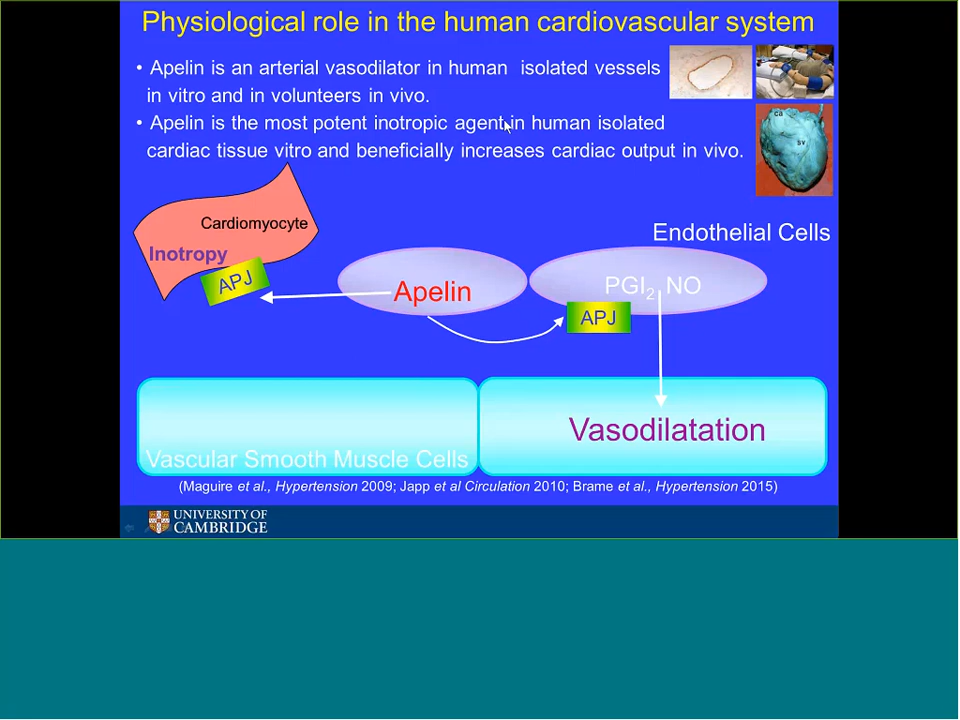 Physiological role in the human cardiovascular system
• Apelin is an arterial vasodilator in human isolated vessels
in vitro and in volunteers in vivo.
• Apelin is the most potent inotropic agent in human isolated
cardiac tissue vitro and beneficially increases cardiac output in vivo.
ca
sv
Cardiomyocyte
Inotropy
APJ
Endothelial Cells
Apelin
PGI2 NO
APJ
Vasodilatation
Vascular Smooth Muscle Cells
(Maguire et al., Hypertension 2009; Japp et al Circulation 2010; Brame et al., Hypertension 2015)
UNIVERSITY OF
CAMBRIDGE